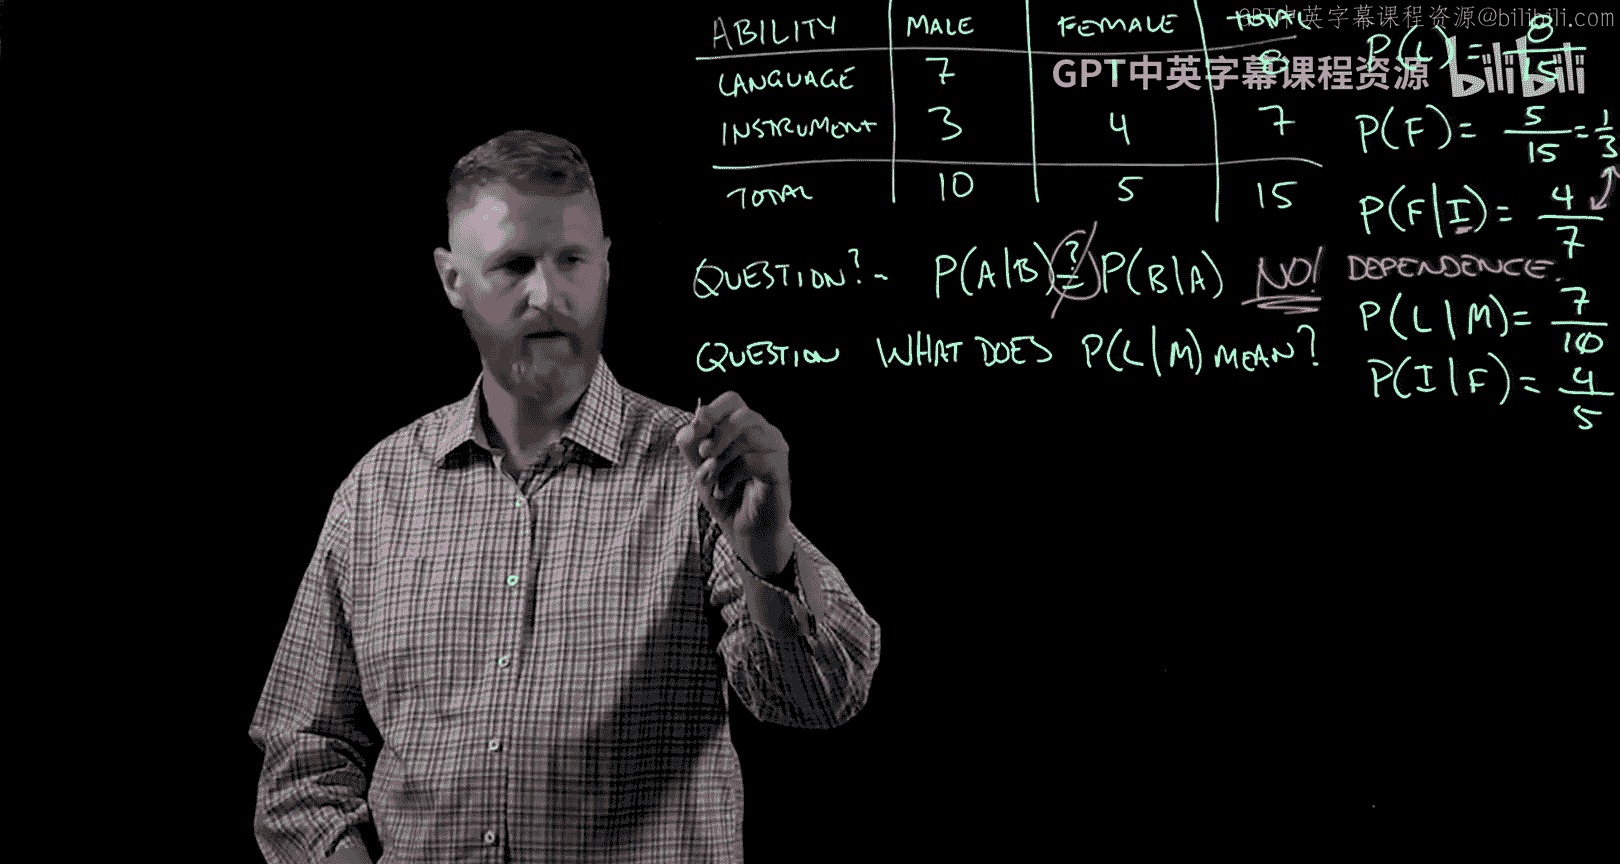 GPT中英字幕课程资源@bilibili.com
ABILITY MALE FEMALE TOTAL
LANGUAGE 7 1 8
GPT中英字幕课程资源 bilibili
INSTRUMENT 3 4 7
TOTAL 10 5 15
QUESTION? - P(A|B) ≟ P(B|A) NO!
QUESTION WHAT DOES P(L|M) MEAN?
P(L) = 8/15
P(F) = 5/15 = 1/3
P(F|I) = 4/7
DEPENDENCE.
P(L|M) = 7/10
P(I|F) = 4/5